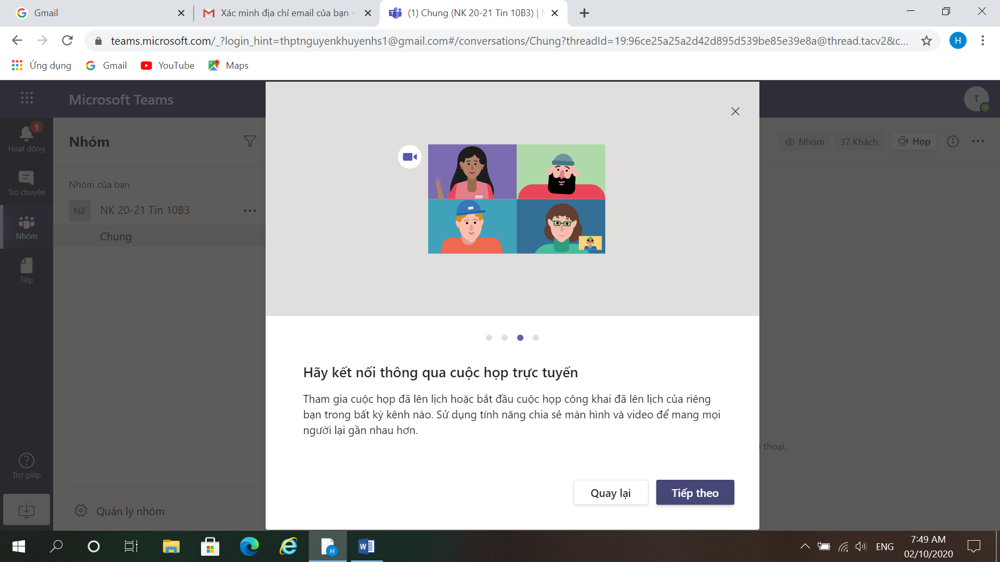 Gmail
Xác minh địa chỉ email của bạn -
(1) Chung (NK 20-21 Tin 10B3) |
teams.microsoft.com/_?login_hint=thptnguyenkhuyenhs1@gmail.com#/conversations/Chung?threadId=19:96ce25a25a2d42d895d539be85e39e8a@thread.tacv2&c...
H
Ứng dụng
Gmail
YouTube
Maps
Microsoft Teams
T
1
Hoạt động
Trò chuyện
Nhóm
Tệp
Trợ giúp
Nhóm
Nhóm của bạn
N2
NK 20-21 Tin 10B3
Chung
Quản lý nhóm
Nhóm
37 Khách
Họp
i thoại.
Hãy kết nối thông qua cuộc họp trực tuyến
Tham gia cuộc họp đã lên lịch hoặc bắt đầu cuộc họp công khai đã lên lịch của riêng
bạn trong bất kỳ kênh nào. Sử dụng tính năng chia sẻ màn hình và video để mang mọi
người lại gần nhau hơn.
Quay lại
Tiếp theo
H
ENG
7:49 AM
02/10/2020